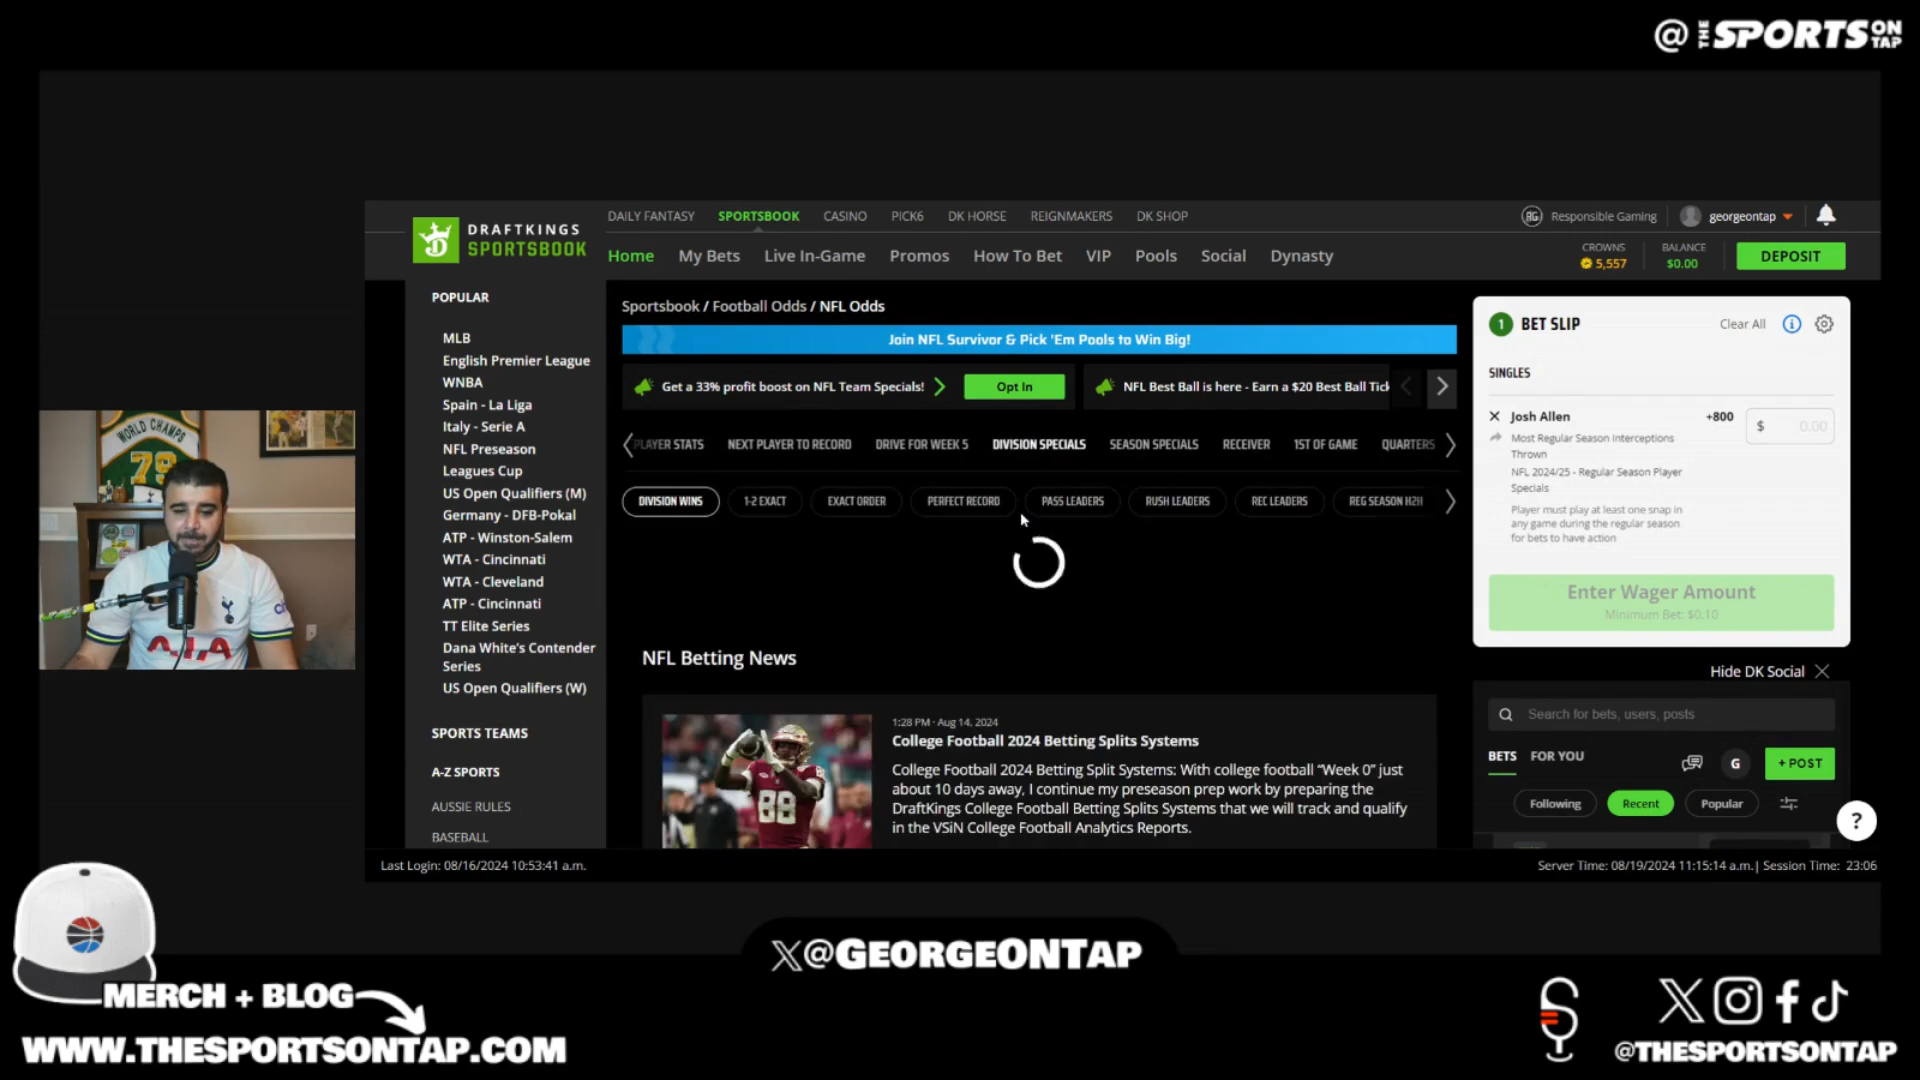 @ THE SPORTS ON TAP
DAILY FANTASY SPORTSBOOK CASINO PICK6 DK HORSE REIGNMAKERS DK SHOP
RG Responsible Gaming georgeontap
DRAFTKINGS
SPORTSBOOK
Home My Bets Live In-Game Promos How To Bet VIP Pools Social Dynasty
CROWNS
5,557
BALANCE
$0.00
DEPOSIT
POPULAR
MLB
English Premier League
WNBA
Spain - La Liga
Italy - Serie A
NFL Preseason
Leagues Cup
US Open Qualifiers (M)
Germany - DFB-Pokal
ATP - Winston-Salem
WTA - Cincinnati
WTA - Cleveland
ATP - Cincinnati
TT Elite Series
Dana White's Contender
Series
US Open Qualifiers (W)
SPORTS TEAMS
A-Z SPORTS
AUSSIE RULES
BASEBALL
Sportsbook / Football Odds / NFL Odds
Join NFL Survivor & Pick 'Em Pools to Win Big!
Get a 33% profit boost on NFL Team Specials! Opt In
NFL Best Ball is here - Earn a $20 Best Ball Tick
PLAYER STATS NEXT PLAYER TO RECORD DRIVE FOR WEEK 5 DIVISION SPECIALS SEASON SPECIALS RECEIVER 1ST OF GAME QUARTERS
DIVISION WINS 1-2 EXACT EXACT ORDER PERFECT RECORD PASS LEADERS RUSH LEADERS REC LEADERS REG SEASON H2H
NFL Betting News
88
1:28 PM · Aug 14, 2024
College Football 2024 Betting Splits Systems
College Football 2024 Betting Split Systems: With college football “Week 0” just
about 10 days away, I continue my preseason prep work by preparing the
DraftKings College Football Betting Splits Systems that we will track and qualify
in the VSiN College Football Analytics Reports.
1 BET SLIP Clear All
SINGLES
Josh Allen +800 $ 0.00
Most Regular Season Interceptions
Thrown
NFL 2024/25 - Regular Season Player
Specials
Player must play at least one snap in
any game during the regular season
for bets to have action
Enter Wager Amount
Minimum Bet: $0.10
Hide DK Social
Search for bets, users, posts
BETS FOR YOU G + POST
Following Recent Popular
?
Last Login: 08/16/2024 10:53:41 a.m.
Server Time: 08/19/2024 11:15:14 a.m.| Session Time: 23:06
WORLD CHAMPS
79
AIA
X@GEORGEONTAP
MERCH + BLOG
WWW.THESPORTSONTAP.COM
@THESPORTSONTAP